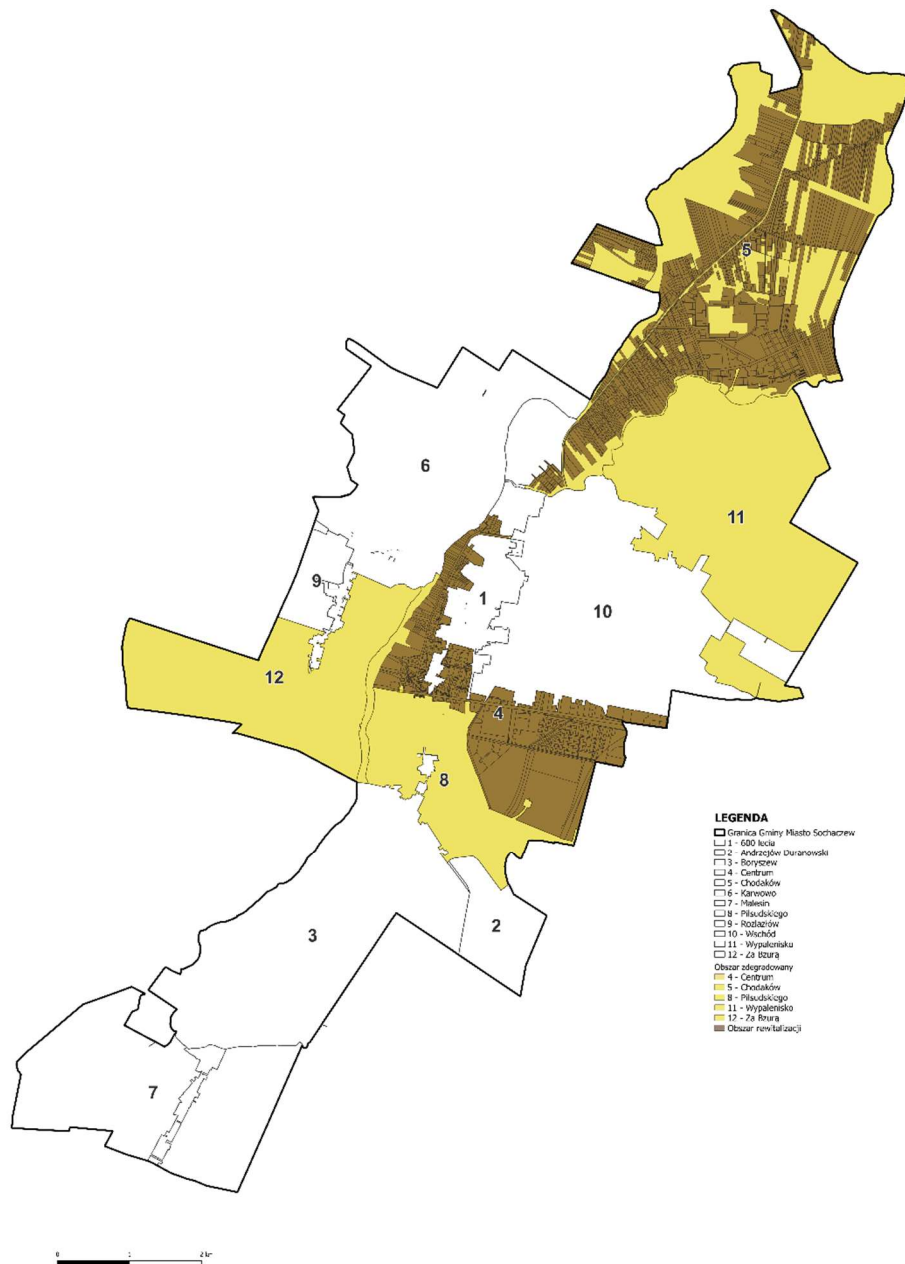 5
6
11
9
1
10
12
4
8
3
2
7
LEGENDA
Granica Gminy Miasto Sochaczew
1 - 600 lecia
2 - Andrzejów Duranowski
3 - Boryszew
4 - Centrum
5 - Chodaków
6 - Karwowo
7 - Malesin
8 - Piłsudskiego
9 - Rozlazłów
10 - Wschód
11 - Wypalenisko
12 - Za Bzurą
Obszar zdegradowany
4 - Centrum
5 - Chodaków
8 - Piłsudskiego
11 - Wypalenisko
12 - Za Bzurą
Obszar rewitalizacji
0 1 2 km